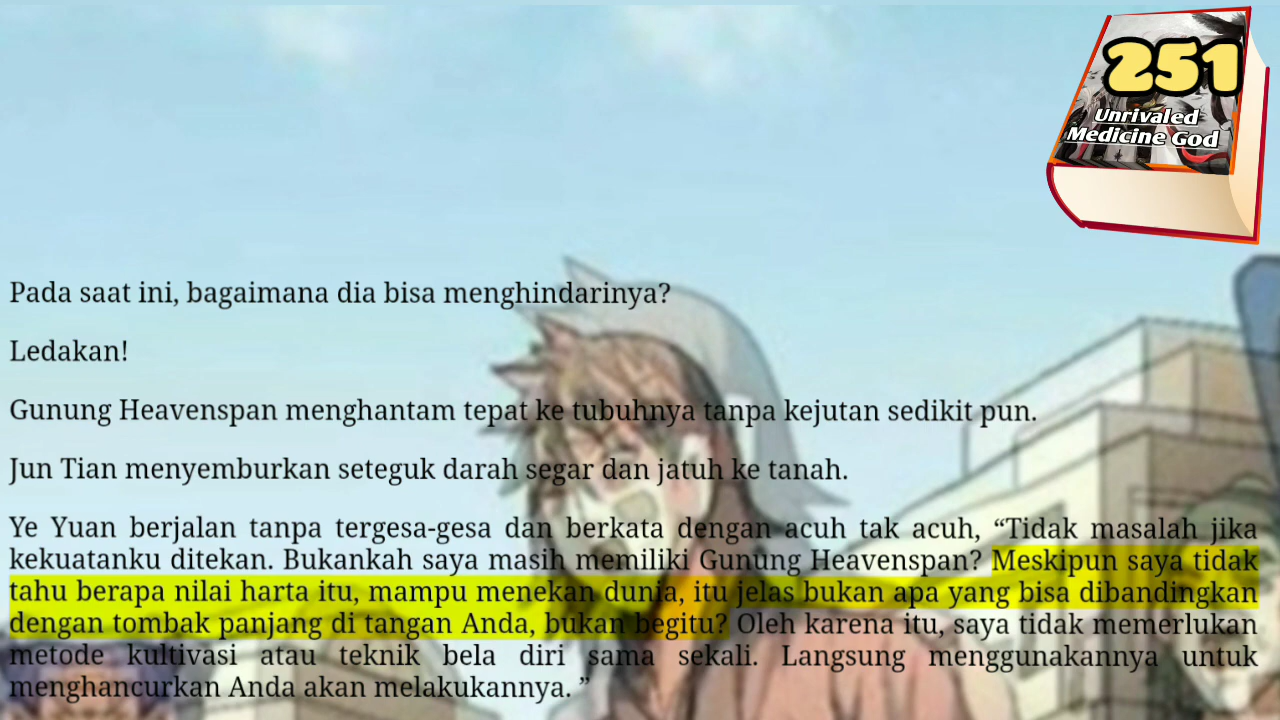 251
Unrivaled
Medicine God
Pada saat ini, bagaimana dia bisa menghindarinya?
Ledakan!
Gunung Heavenspan menghantam tepat ke tubuhnya tanpa kejutan sedikit pun.
Jun Tian menyemburkan seteguk darah segar dan jatuh ke tanah.
Ye Yuan berjalan tanpa tergesa-gesa dan berkata dengan acuh tak acuh, “Tidak masalah jika
kekuatanku ditekan. Bukankah saya masih memiliki Gunung Heavenspan? Meskipun saya tidak
tahu berapa nilai harta itu, mampu menekan dunia, itu jelas bukan apa yang bisa dibandingkan
dengan tombak panjang di tangan Anda, bukan begitu? Oleh karena itu, saya tidak memerlukan
metode kultivasi atau teknik bela diri sama sekali. Langsung menggunakannya untuk
menghancurkan Anda akan melakukannya. ”